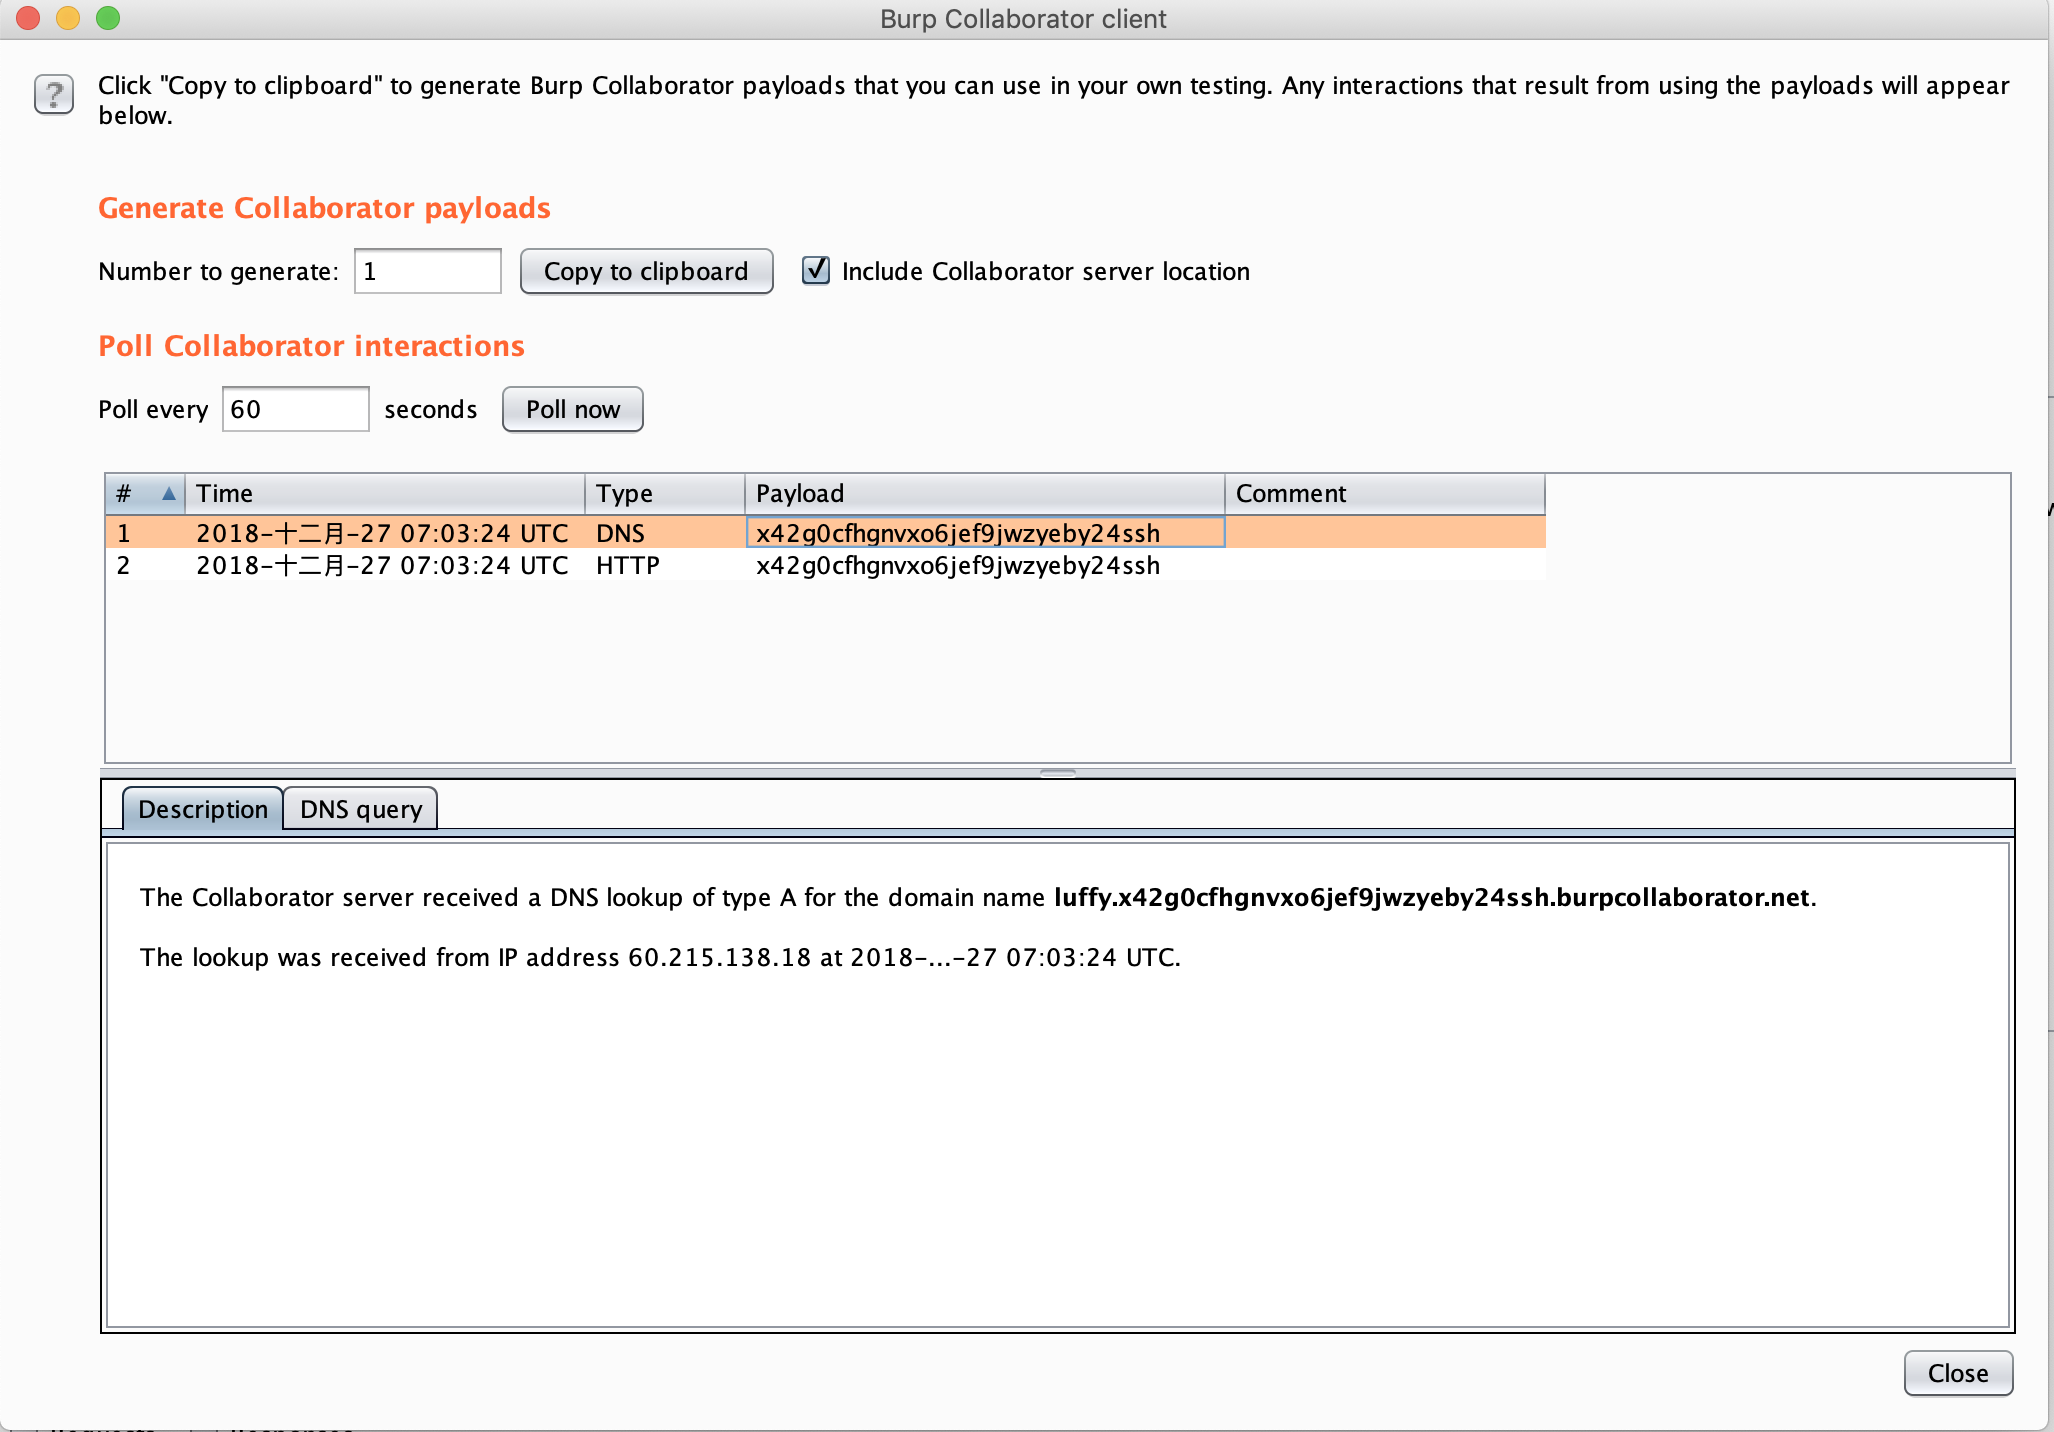 Burp Collaborator client
?
Click "Copy to clipboard" to generate Burp Collaborator payloads that you can use in your own testing. Any interactions that result from using the payloads will appear
below.
Generate Collaborator payloads
Number to generate: 1 Copy to clipboard Include Collaborator server location
Poll Collaborator interactions
Poll every 60 seconds Poll now
# Time Type Payload Comment
1 2018-十二月-27 07:03:24 UTC DNS x42g0cfhgnvxo6jef9jwzyeby24ssh
2 2018-十二月-27 07:03:24 UTC HTTP x42g0cfhgnvxo6jef9jwzyeby24ssh
Description DNS query
The Collaborator server received a DNS lookup of type A for the domain name luffy.x42g0cfhgnvxo6jef9jwzyeby24ssh.burpcollaborator.net.
The lookup was received from IP address 60.215.138.18 at 2018-...-27 07:03:24 UTC.
Close